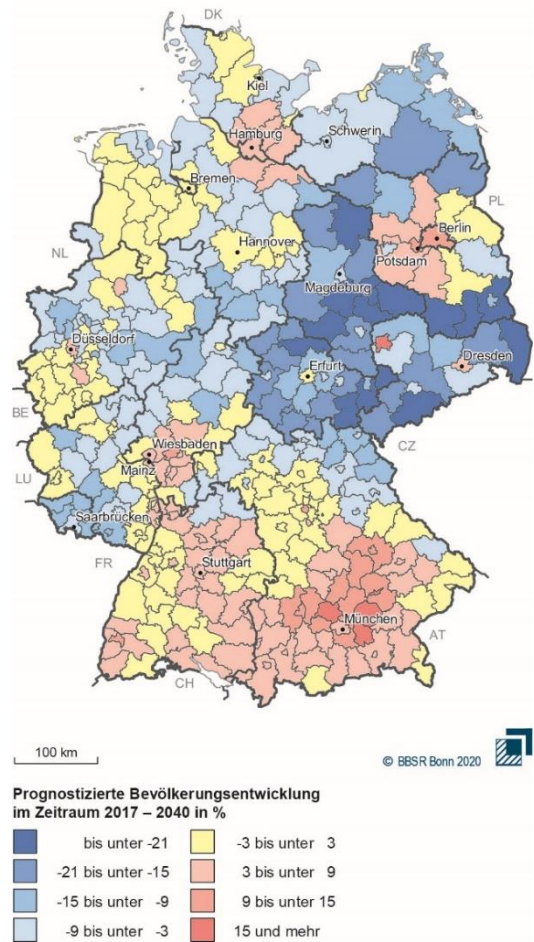 DK
Kiel
Hamburg
Schwerin
Bremen
PL
Berlin
NL
Hannover
Potsdam
Magdeburg
Düsseldorf
Dresden
Erfurt
BE
Wiesbaden
CZ
Mainz
LU
Saarbrücken
FR
Stuttgart
München
AT
CH
100 km
© BBSR Bonn 2020
Prognostizierte Bevölkerungsentwicklung
im Zeitraum 2017 – 2040 in %
bis unter -21
-3 bis unter 3
-21 bis unter -15
3 bis unter 9
-15 bis unter -9
9 bis unter 15
-9 bis unter -3
15 und mehr